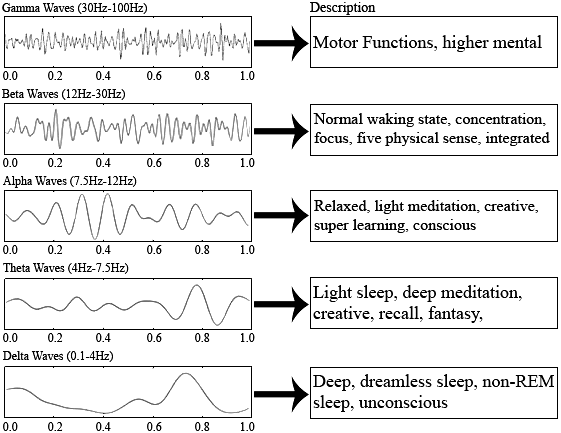 Gamma Waves (30Hz-100Hz)
Description
Motor Functions, higher mental
0.0 0.2 0.4 0.6 0.8 1.0
Beta Waves (12Hz-30Hz)
Normal waking state, concentration,
focus, five physical sense, integrated
0.0 0.2 0.4 0.6 0.8 1.0
Alpha Waves (7.5Hz-12Hz)
Relaxed, light meditation, creative,
super learning, conscious
0.0 0.2 0.4 0.6 0.8 1.0
Theta Waves (4Hz-7.5Hz)
Light sleep, deep meditation,
creative, recall, fantasy,
0.0 0.2 0.4 0.6 0.8 1.0
Delta Waves (0.1-4Hz)
Deep, dreamless sleep, non-REM
sleep, unconscious
0.0 0.2 0.4 0.6 0.8 1.0